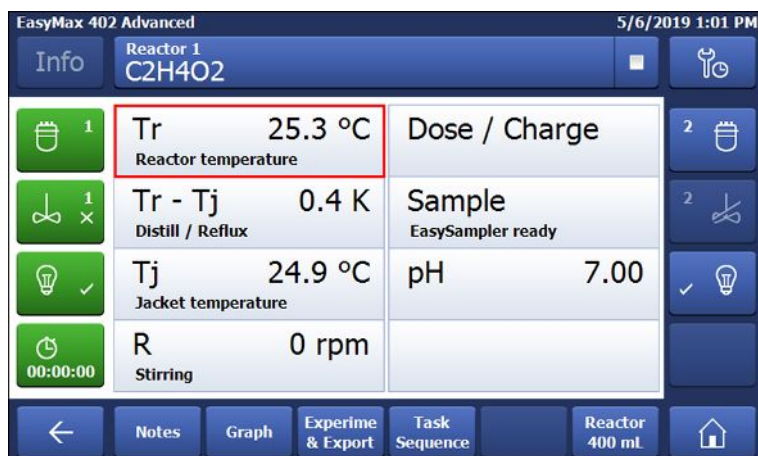 EasyMax 402 Advanced 5/6/2019 1:01 PM
Info
Reactor 1
C2H4O2
1
Tr 25.3 ºC
Reactor temperature
Dose / Charge
2
1
Tr - Tj 0.4 K
Distill / Reflux
Sample
EasySampler ready
2
Tj 24.9 ºC
Jacket temperature
pH 7.00
00:00:00
R 0 rpm
Stirring
Notes
Graph
Experime
& Export
Task
Sequence
Reactor
400 mL